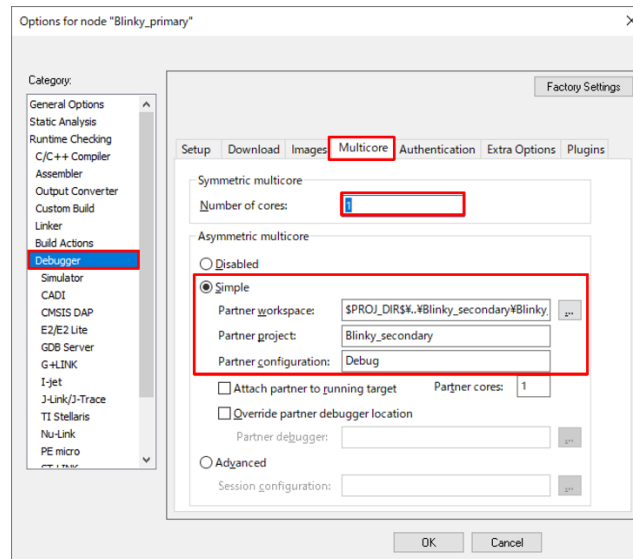 Options for node "Blinky_primary"
Category:
Factory Settings
General Options
Static Analysis
Runtime Checking
C/C++ Compiler
Assembler
Output Converter
Custom Build
Linker
Build Actions
Debugger
Simulator
CADI
CMSIS DAP
E2/E2 Lite
GDB Server
G+LINK
I-jet
J-Link/J-Trace
TI Stellaris
Nu-Link
PE micro
ST-LINK
Setup Download Images Multicore Authentication Extra Options Plugins
Symmetric multicore
Number of cores: 1
Asymmetric multicore
Disabled
Simple
Partner workspace: $PROJ_DIR$¥..¥Blinky_secondary¥Blinky_ ...
Partner project: Blinky_secondary
Partner configuration: Debug
Attach partner to running target Partner cores: 1
Override partner debugger location
Partner debugger: ...
Advanced
Session configuration: ...
OK Cancel